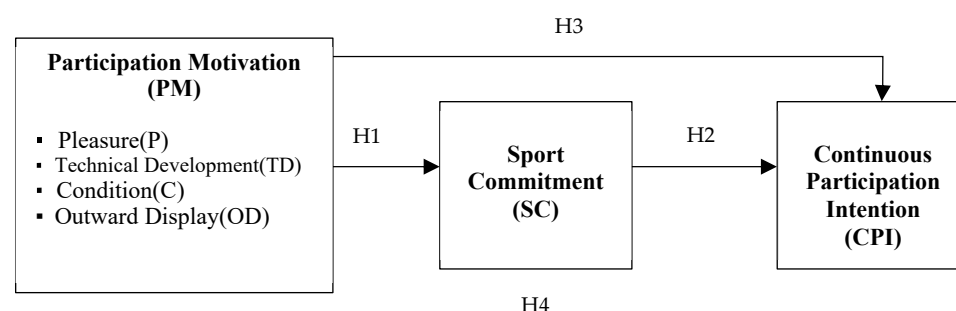 H3
Participation Motivation
(PM)
▪ Pleasure(P)
▪ Technical Development(TD)
▪ Condition(C)
▪ Outward Display(OD)
H1
Sport
Commitment
(SC)
H2
Continuous
Participation
Intention
(CPI)
H4